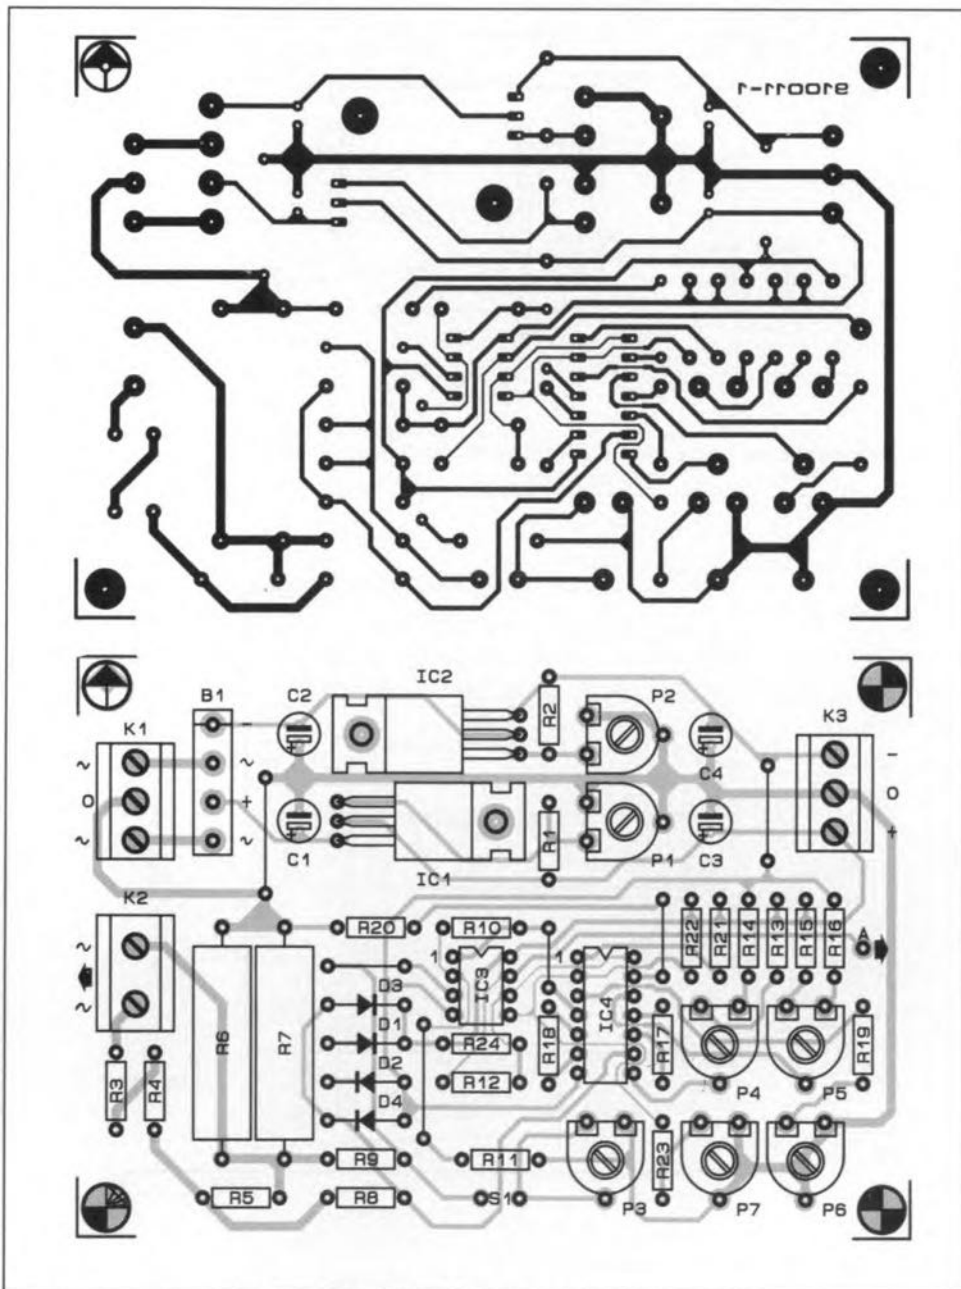 910011-1
IC2
P2
B1
C2
R2
K1
K3
-
~
~
-
C4
0
0
+
~
~
+
C1
R1
P1
C3
IC1
K2
R20
R10
R22
R21
R14
R13
R15
R16
A
~
1
1
IC3
D3
IC4
~
D1
R6
R7
R18
R17
R19
R24
D2
R3
R4
R12
D4
P4
P5
R9
R11
R23
R5
R8
S1
P3
P7
P6